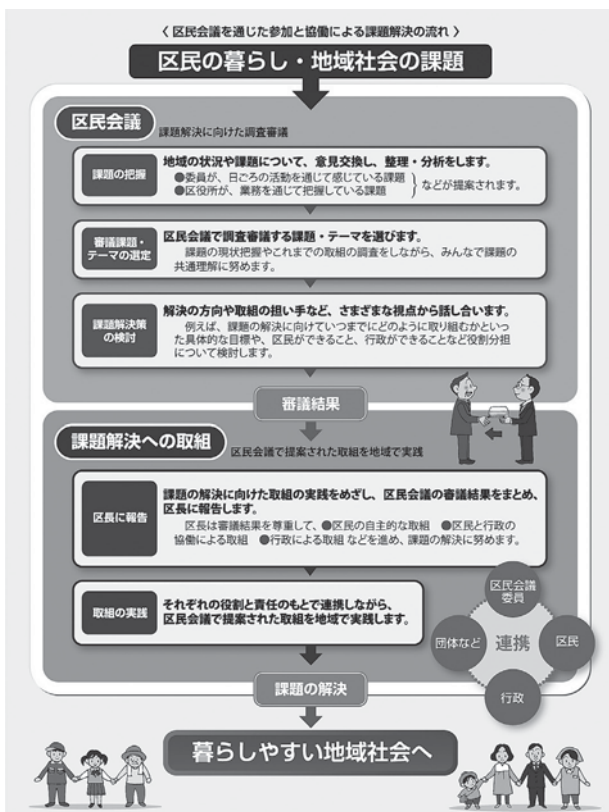 〈 区民会議を通じた参加と協働による課題解決の流れ 〉
区民の暮らし・地域社会の課題
区民会議
課題解決に向けた調査審議
課題の把握
地域の状況や課題について、意見交換し、整理・分析をします。
●委員が、日ごろの活動を通じて感じている課題
●区役所が、業務を通じて把握している課題
などが提案されます。
審議課題・
テーマの選定
区民会議で調査審議する課題・テーマを選びます。
課題の現状把握やこれまでの取組の調査をしながら、みんなで課題の
共通理解に努めます。
課題解決策
の検討
解決の方向や取組の担い手など、さまざまな視点から話し合います。
例えば、課題の解決に向けていつまでにどのように取り組むかといっ
た具体的な目標や、区民ができること、行政ができることなど役割分担
について検討します。
審議結果
課題解決への取組
区民会議で提案された取組を地域で実践
区長に報告
課題の解決に向けた取組の実践をめざし、区民会議の審議結果をまとめ、
区長に報告します。
区長は審議結果を尊重して、●区民の自主的な取組 ●区民と行政の
協働による取組 ●行政による取組 などを進め、課題の解決に努めます。
取組の実践
それぞれの役割と責任のもとで連携しながら、
区民会議で提案された取組を地域で実践します。
区民会議
委員
団体など
連携
区民
行政
課題の解決
暮らしやすい地域社会へ